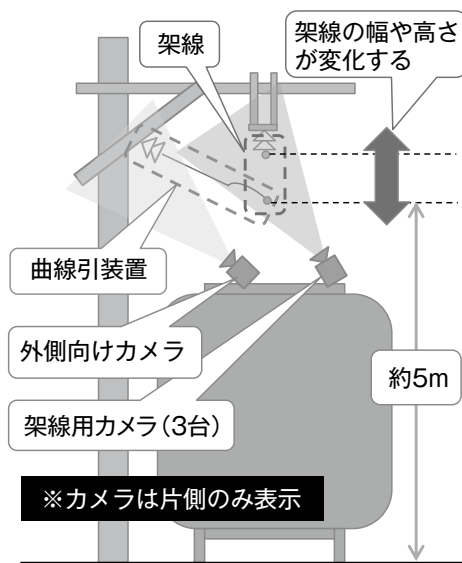 架線
架線の幅や高さ
が変化する
曲線引装置
外側向けカメラ
約5m
架線用カメラ（3台）
※カメラは片側のみ表示